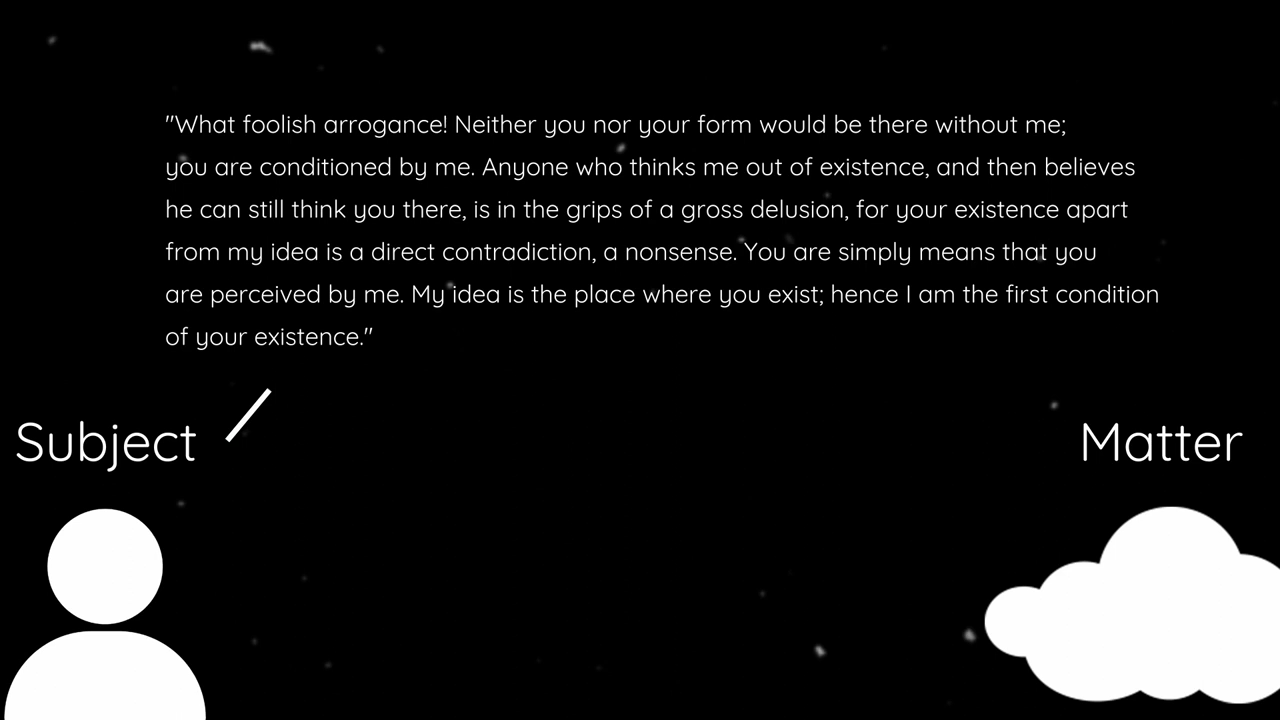 "What foolish arrogance! Neither you nor your form would be there without me;
you are conditioned by me. Anyone who thinks me out of existence, and then believes
he can still think you there, is in the grips of a gross delusion, for your existence apart
from my idea is a direct contradiction, a nonsense. You are simply means that you
are perceived by me. My idea is the place where you exist; hence I am the first condition
of your existence."
Subject
Matter